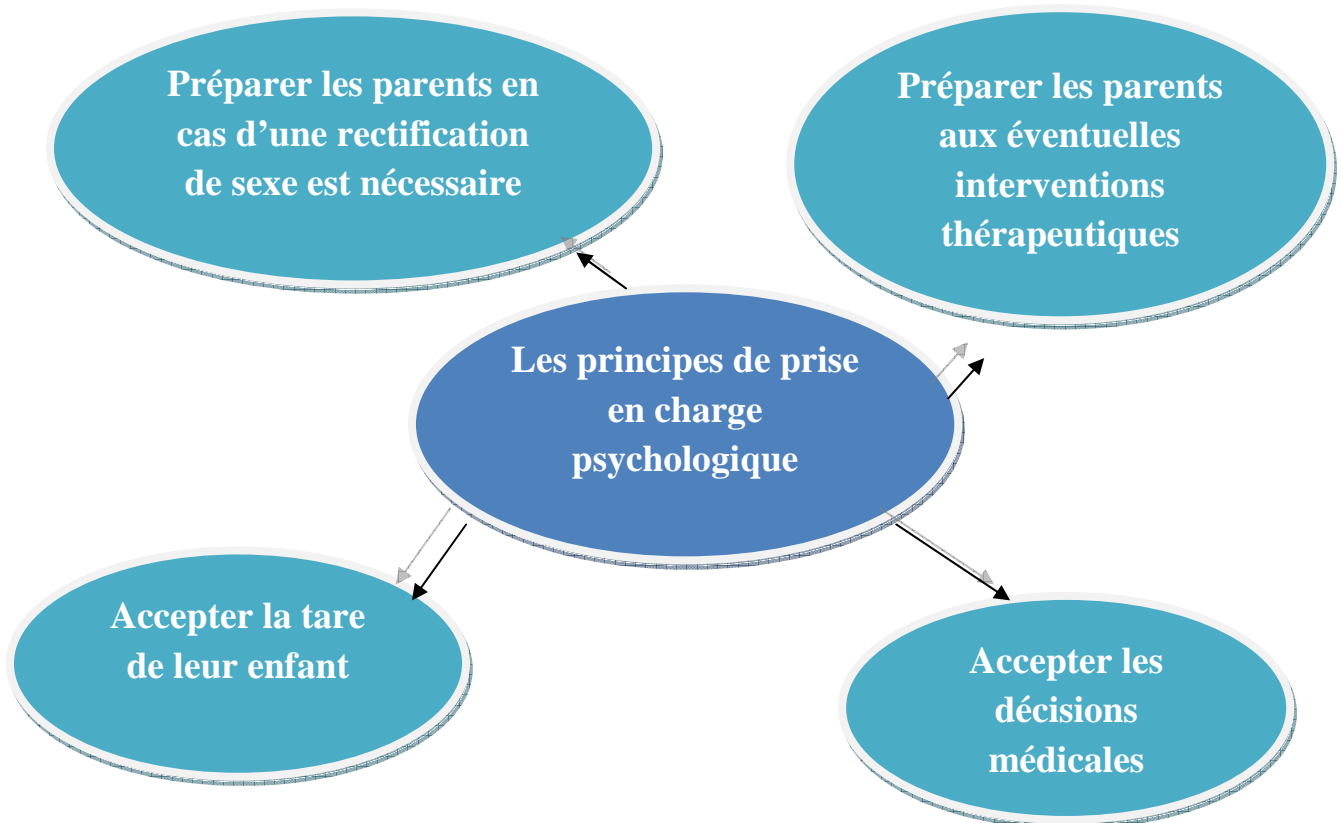 Préparer les parents en
cas d’une rectification
de sexe est nécessaire
Préparer les parents
aux éventuelles
interventions
thérapeutiques
Les principes de prise
en charge
psychologique
Accepter la tare
de leur enfant
Accepter les
décisions
médicales